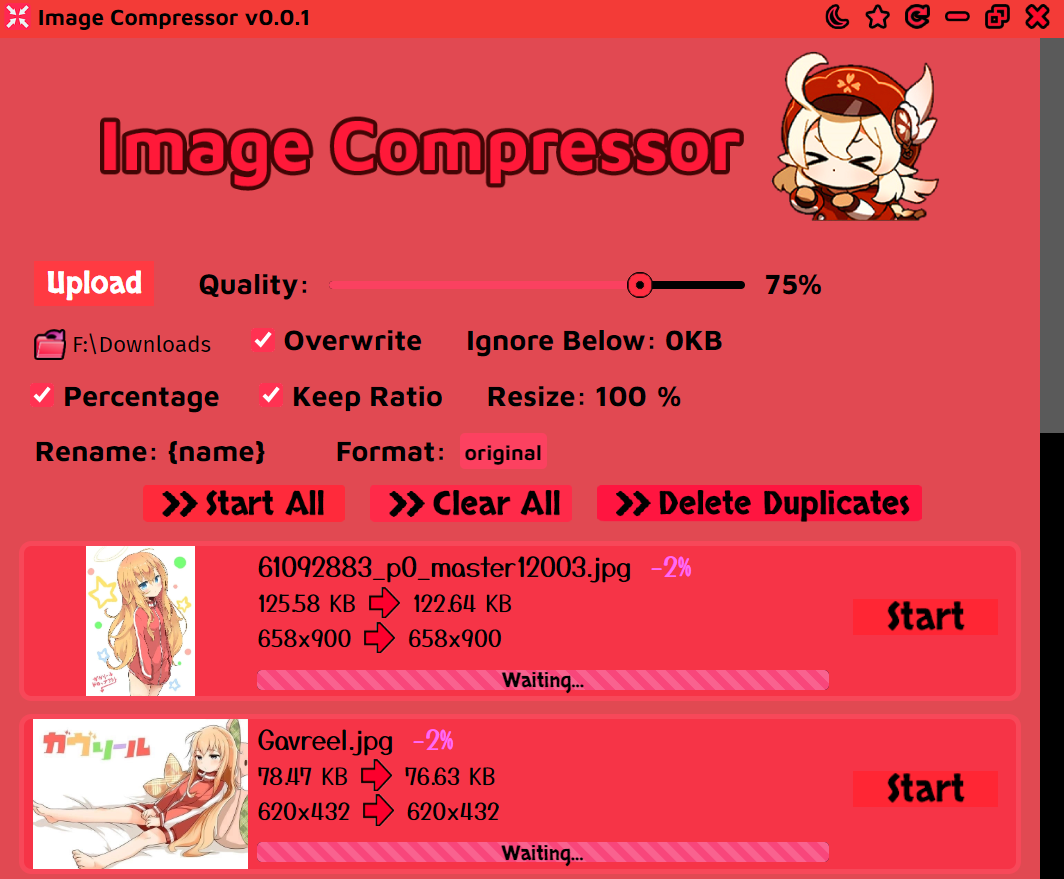 Image Compressor v0.0.1
Image Compressor
Upload Quality: 75%
F:\Downloads Overwrite Ignore Below: 0KB
Percentage Keep Ratio Resize: 100 %
Rename: {name} Format: original
>> Start All >> Clear All >> Delete Duplicates
61092883_p0_master12003.jpg -2%
125.58 KB 122.64 KB
Start
658x900 658x900
Waiting...
ガヴリール
Gavreel.jpg -2%
78.47 KB 76.63 KB
Start
620x432 620x432
Waiting...